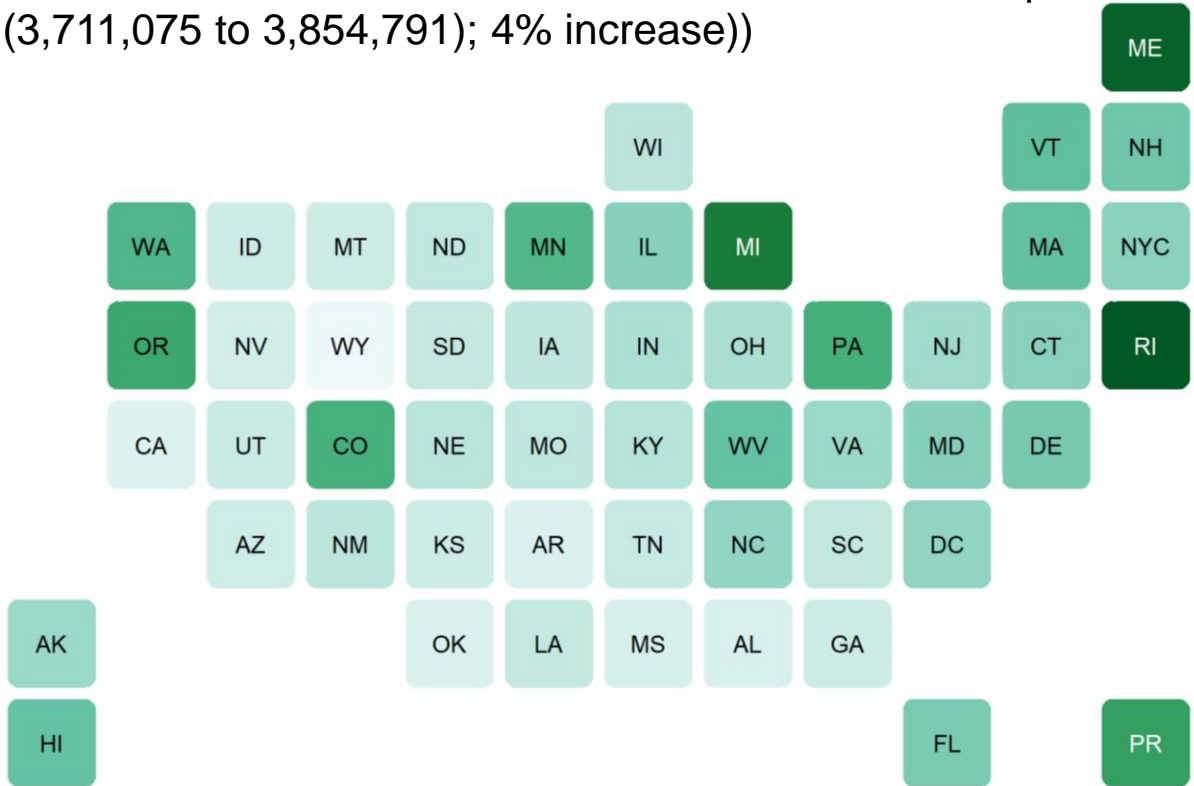 (3,711,075 to 3,854,791); 4% increase))
ME
WI VT NH
WA ID MT ND MN IL MI MA NYC
OR NV WY SD IA IN OH PA NJ CT RI
CA UT CO NE MO KY WV VA MD DE
AZ NM KS AR TN NC SC DC
AK OK LA MS AL GA
HI FL PR